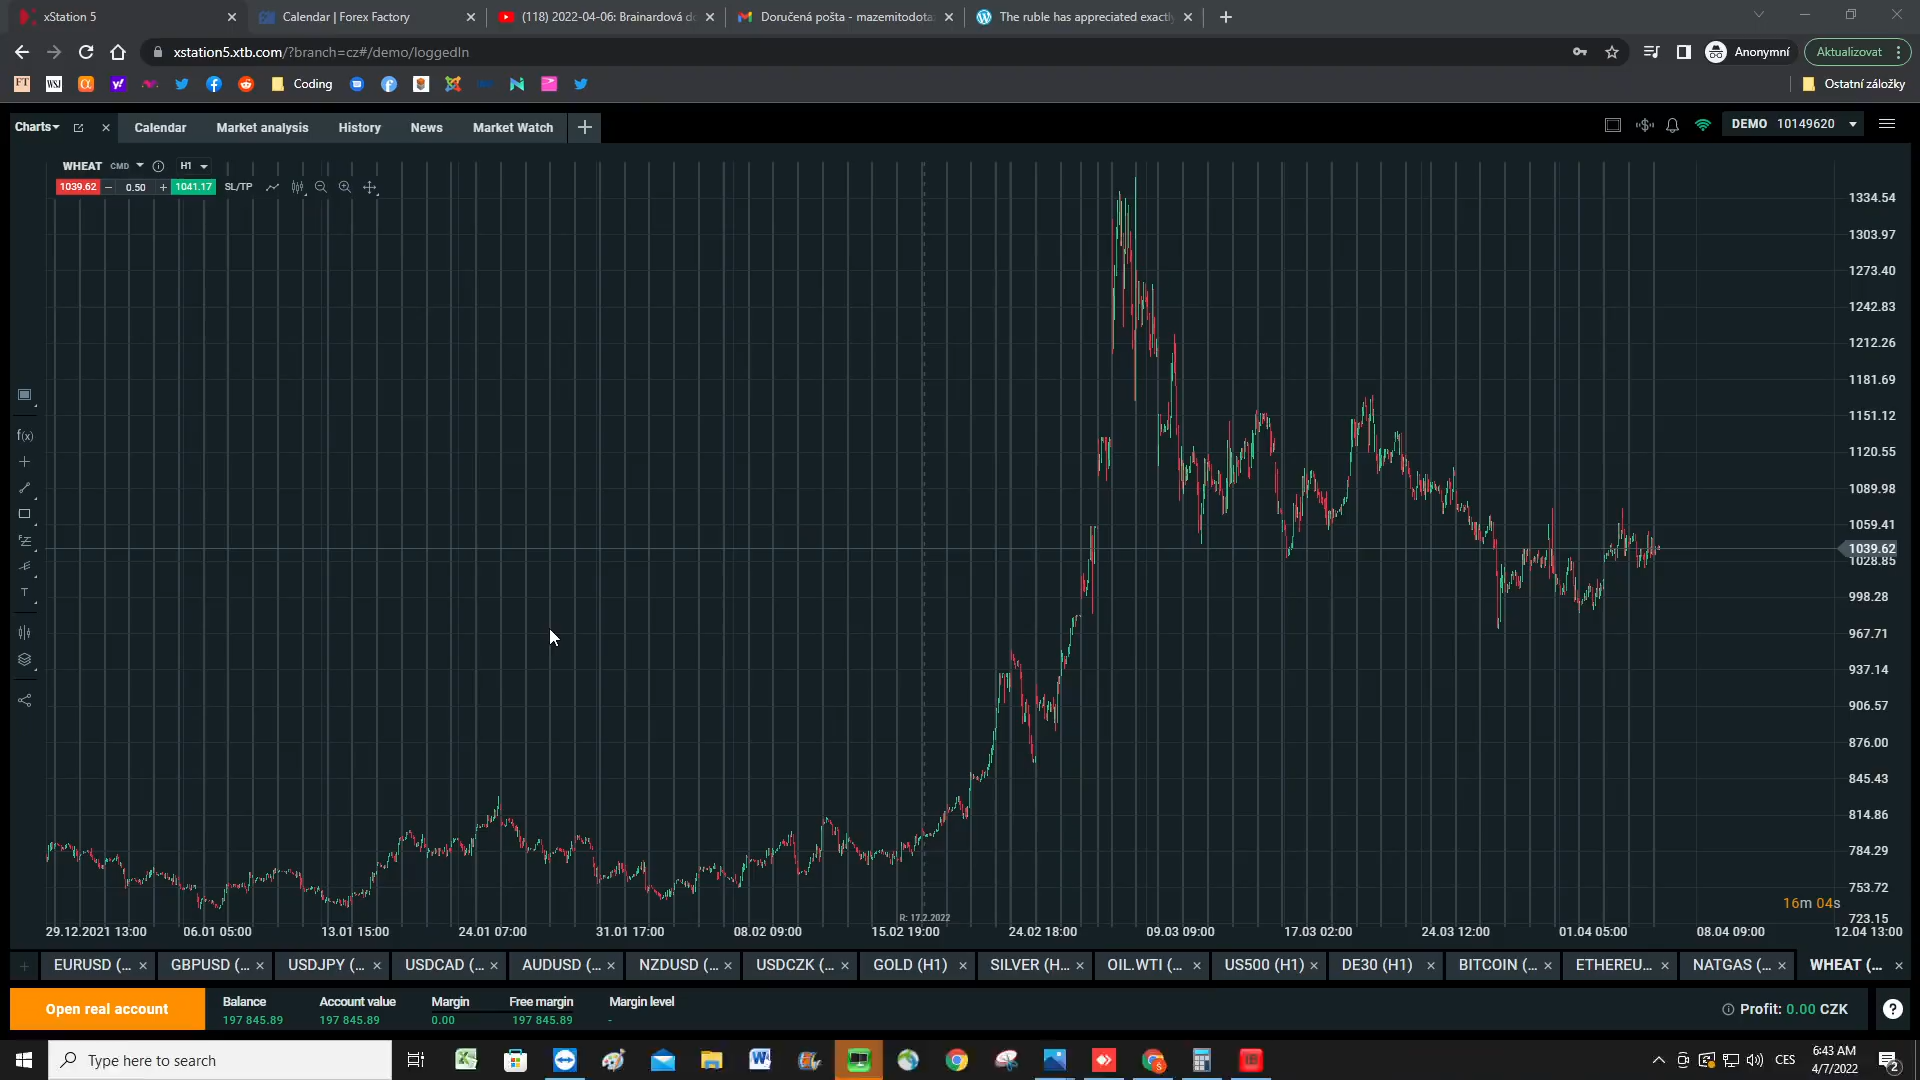 xStation 5
Calendar | Forex Factory
(118) 2022-04-06: Brainardová d
Doručená pošta - mazemitodota
The ruble has appreciated exactl
xstation5.xtb.com/?branch=cz#/demo/loggedIn
Anonymní
Aktualizovat
FT
WSJ
Coding
Ostatní záložky
Charts
Calendar
Market analysis
History
News
Market Watch
DEMO 10149620
WHEAT CMD
H1
1039.62
0.50
1041.17
SL/TP
1334.54
1303.97
1273.40
1242.83
1212.26
1181.69
1151.12
1120.55
1089.98
1059.41
1039.62
1028.85
998.28
967.71
937.14
906.57
876.00
845.43
814.86
784.29
753.72
723.15
f(x)
T
16m 04s
R: 17.2.2022
29.12.2021 13:00
06.01 05:00
13.01 15:00
24.01 07:00
31.01 17:00
08.02 09:00
15.02 19:00
24.02 18:00
09.03 09:00
17.03 02:00
24.03 12:00
01.04 05:00
08.04 09:00
12.04 13:00
EURUSD (...
GBPUSD (...
USDJPY (...
USDCAD (...
AUDUSD (...
NZDUSD (...
USDCZK (...
GOLD (H1)
SILVER (H...
OIL.WTI (...
US500 (H1)
DE30 (H1)
BITCOIN (...
ETHEREU...
NATGAS (...
WHEAT (...
Open real account
Balance
197 845.89
Account value
197 845.89
Margin
0.00
Free margin
197 845.89
Margin level
-
Profit: 0.00 CZK
Type here to search
CES
6:43 AM
4/7/2022
2